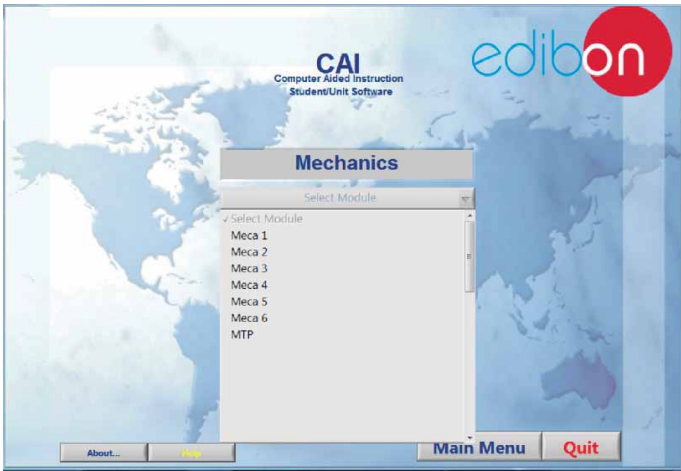 edibon
CAI
Computer Aided Instruction
Student/Unit Software
Mechanics
Select Module
✓Select Module
Meca 1
Meca 2
Meca 3
Meca 4
Meca 5
Meca 6
MTP
About...
Help
Main Menu
Quit